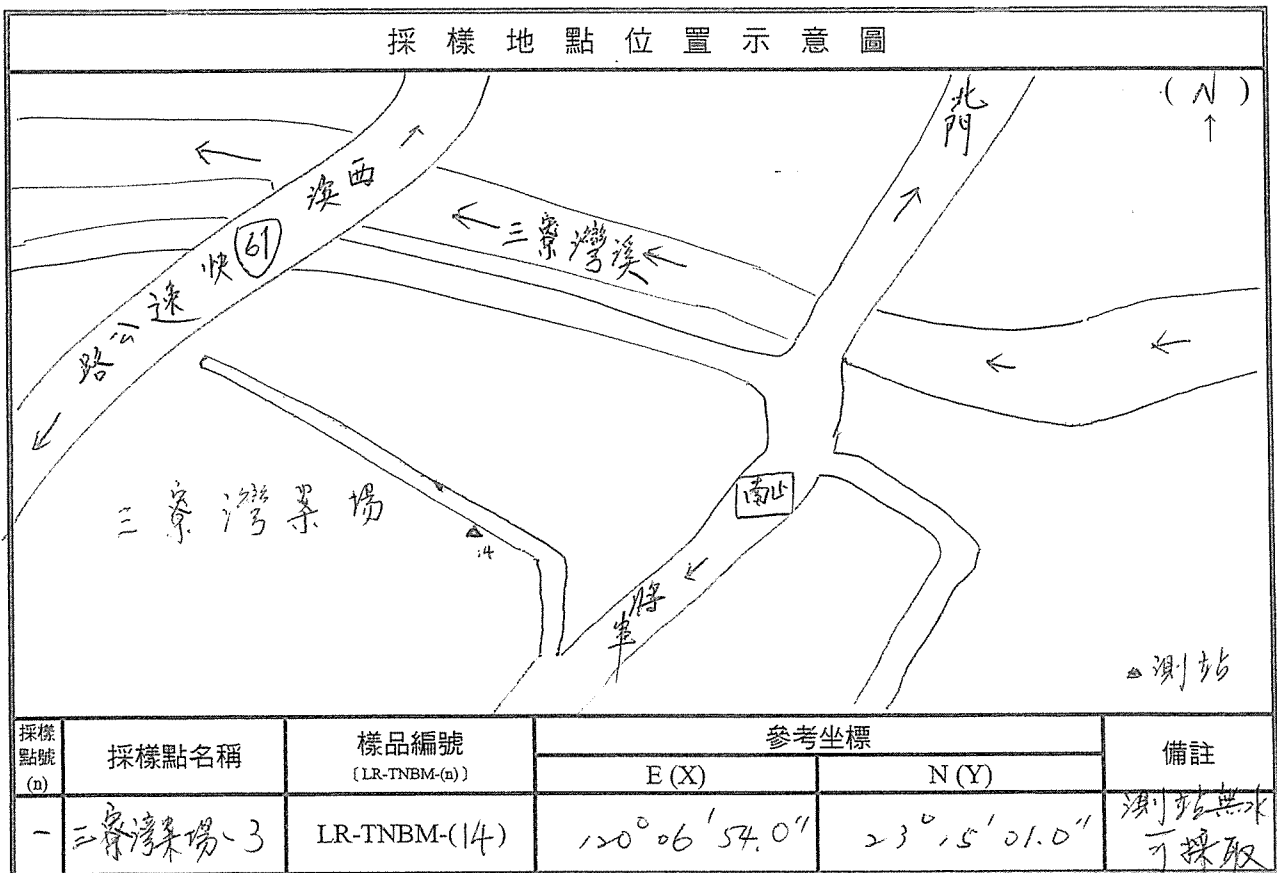 採樣地點位置示意圖
(N)
↑
北門
西濱
61
快速公路
三寮灣溪
三寮灣業場
14
將軍
測站
採樣點號(n)
採樣點名稱
樣品編號
〔LR-TNBM-(n)〕
參考坐標
E (X)
N (Y)
備註
一
三寮灣業場-3
LR-TNBM-(14)
120°06'54.0"
23°15'01.0"
測站無水可採取